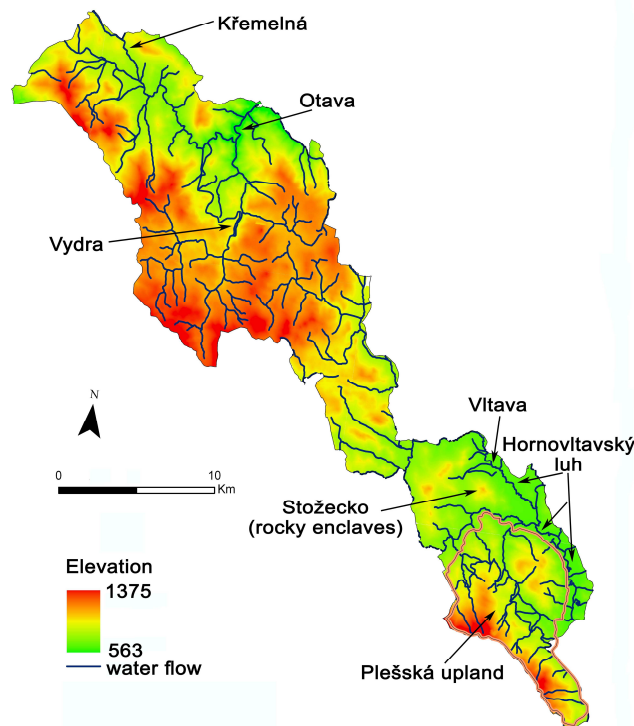 Křemelná
Otava
Vydra
N
Vltava
Hornovltavský
luh
0 10
Km
Stožecko
(rocky enclaves)
Elevation
1375
563
water flow
Plešská upland